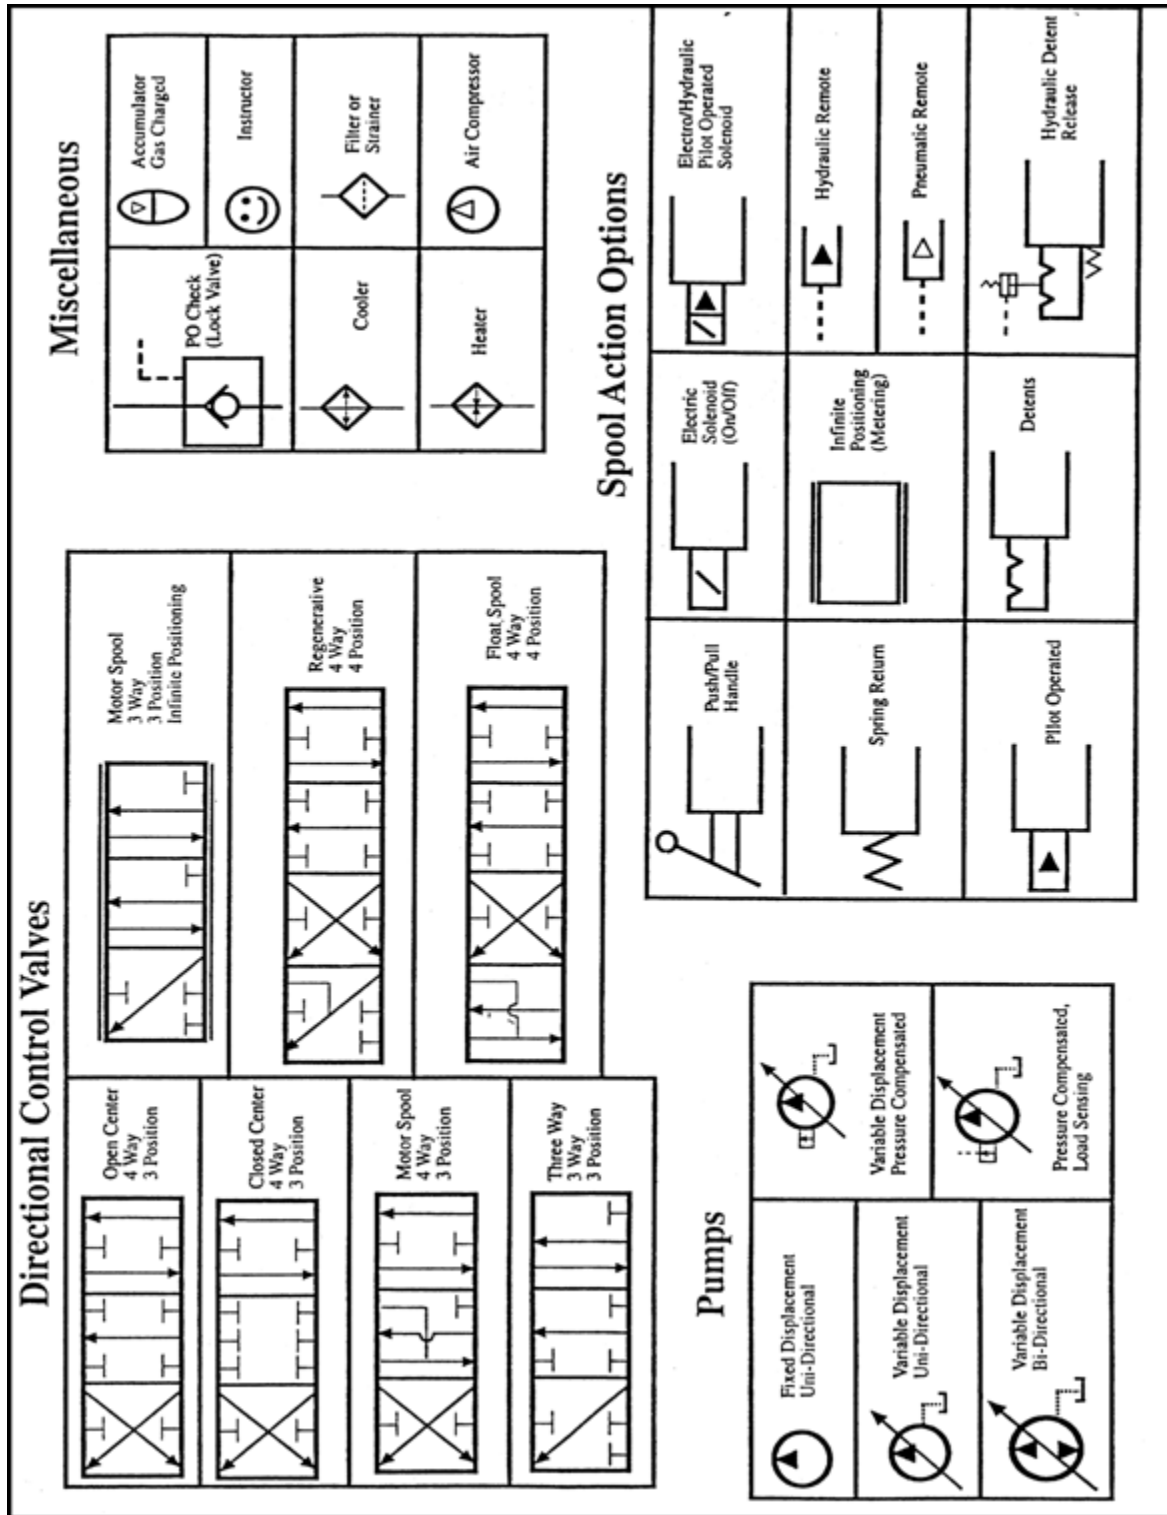 Directional Control Valves
Open Center
4 Way
3 Position
Closed Center
4 Way
3 Position
Motor Spool
4 Way
3 Position
Three Way
3 Way
3 Position
Motor Spool
3 Way
3 Position
Infinite Positioning
Regenerative
4 Way
4 Position
Float Spool
4 Way
4 Position
Miscellaneous
PO Check
(Lock Valve)
Cooler
Heater
Accumulator
Gas Charged
Instructor
Filter or
Strainer
Air Compressor
Pumps
Fixed Displacement
Uni-Directional
Variable Displacement
Uni-Directional
Variable Displacement
Bi-Directional
Variable Displacement
Pressure Compensated
Pressure Compensated,
Load Sensing
Spool Action Options
Push/Pull
Handle
Spring Return
Pilot Operated
Electric
Solenoid
(On/Off)
Infinite
Positioning
(Metering)
Detents
Electro/Hydraulic
Pilot Operated
Solenoid
Hydraulic Remote
Pneumatic Remote
Hydraulic Detent
Release